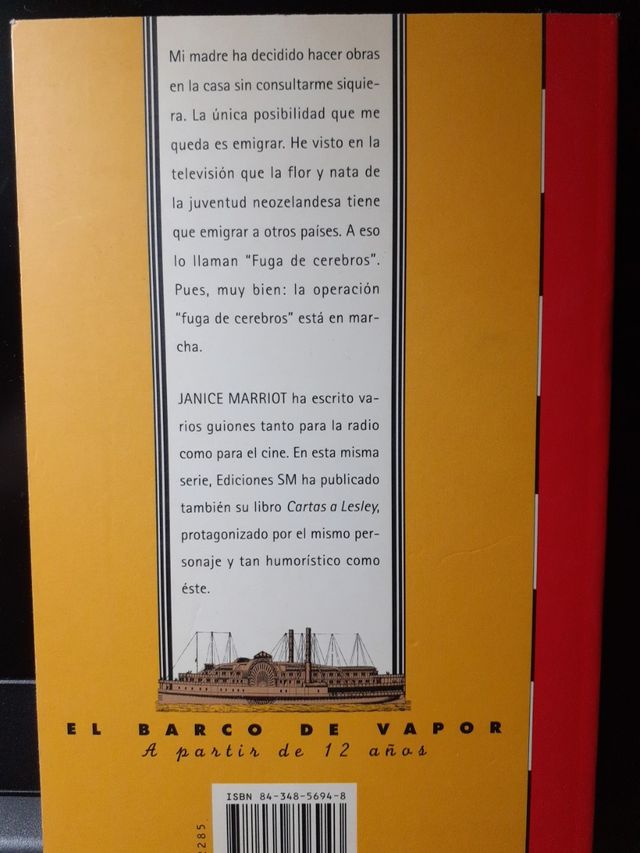 Mi madre ha decidido hacer obras
en la casa sin consultarme siquie-
ra. La única posibilidad que me
queda es emigrar. He visto en la
televisión que la flor y nata de
la juventud neozelandesa tiene
que emigrar a otros países. A eso
lo llaman "Fuga de cerebros".
Pues, muy bien: la operación
"fuga de cerebros" está en mar-
cha.
JANICE MARRIOT ha escrito va-
rios guiones tanto para la radio
como para el cine. En esta misma
serie, Ediciones SM ha publicado
también su libro Cartas a Lesley,
protagonizado por el mismo per-
sonaje y tan humorístico como
éste.
EL BARCO DE VAPOR
A partir de 12 años
ISBN 84-348-5694-8